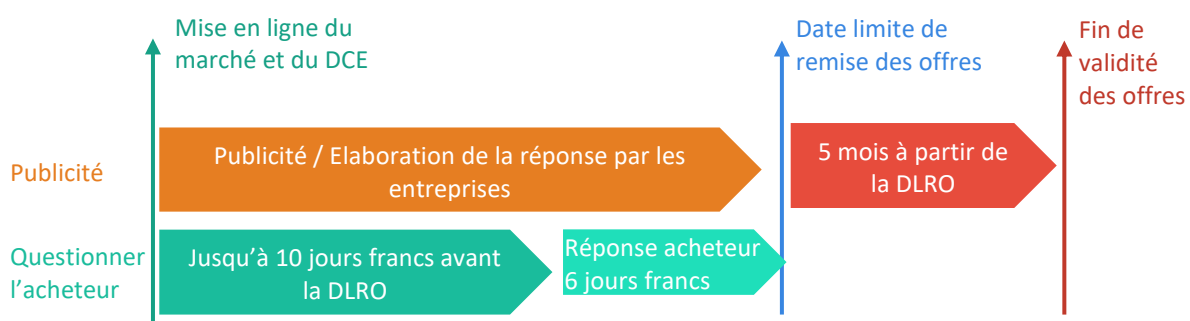 Mise en ligne du
marché et du DCE
Date limite de
remise des offres
Fin de
validité
des offres
Publicité
Publicité / Elaboration de la réponse par les
entreprises
5 mois à partir de
la DLRO
Questionner
l'acheteur
Jusqu'à 10 jours francs avant
la DLRO
Réponse acheteur
6 jours francs